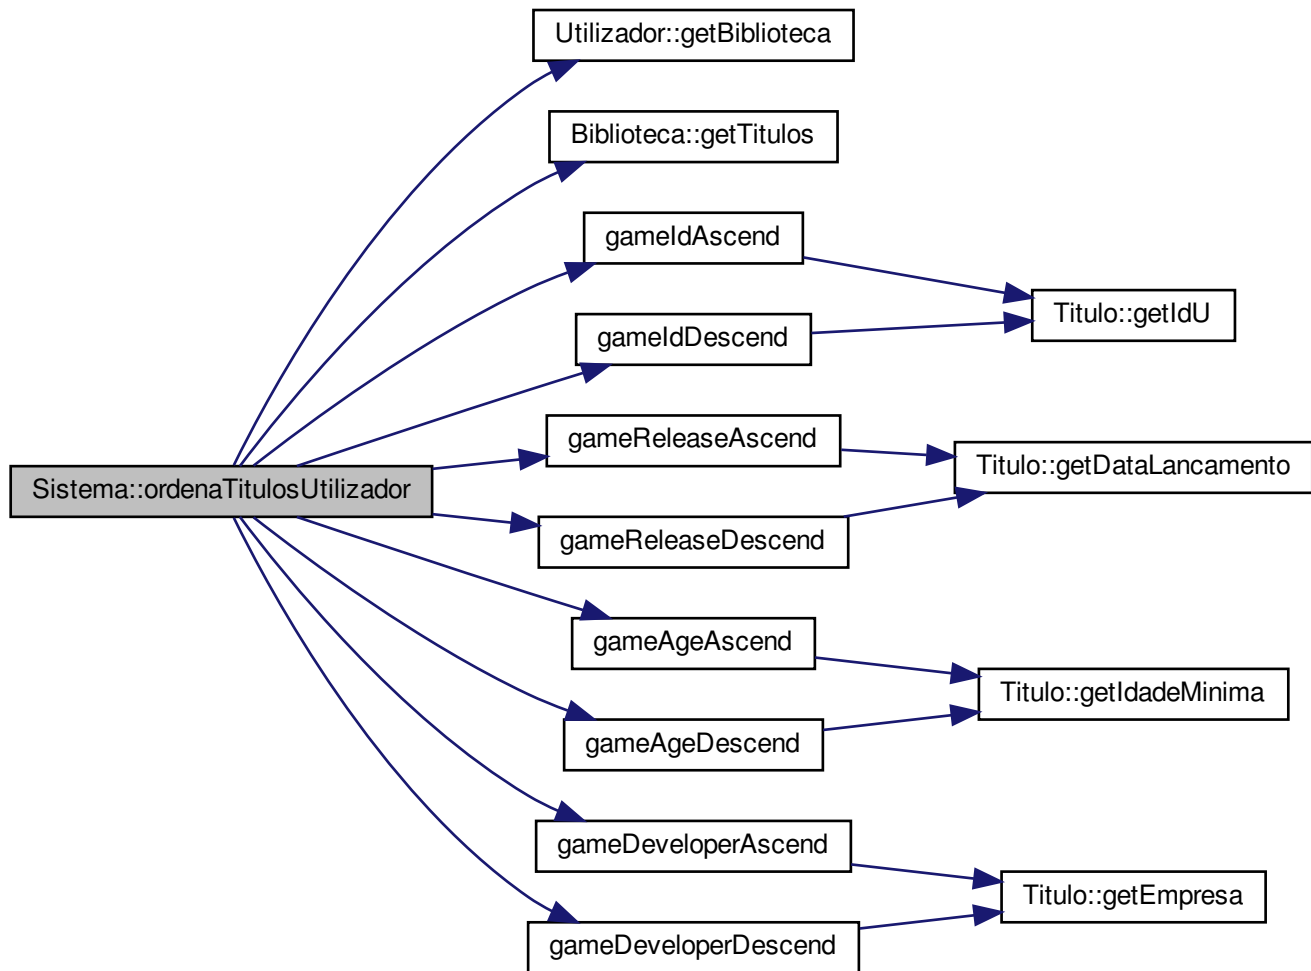 Utilizador::getBiblioteca
Biblioteca::getTitulos
gameIdAscend
Titulo::getIdU
gameIdDescend
gameReleaseAscend
Titulo::getDataLancamento
Sistema::ordenaTitulosUtilizador
gameReleaseDescend
gameAgeAscend
Titulo::getIdadeMinima
gameAgeDescend
gameDeveloperAscend
Titulo::getEmpresa
gameDeveloperDescend